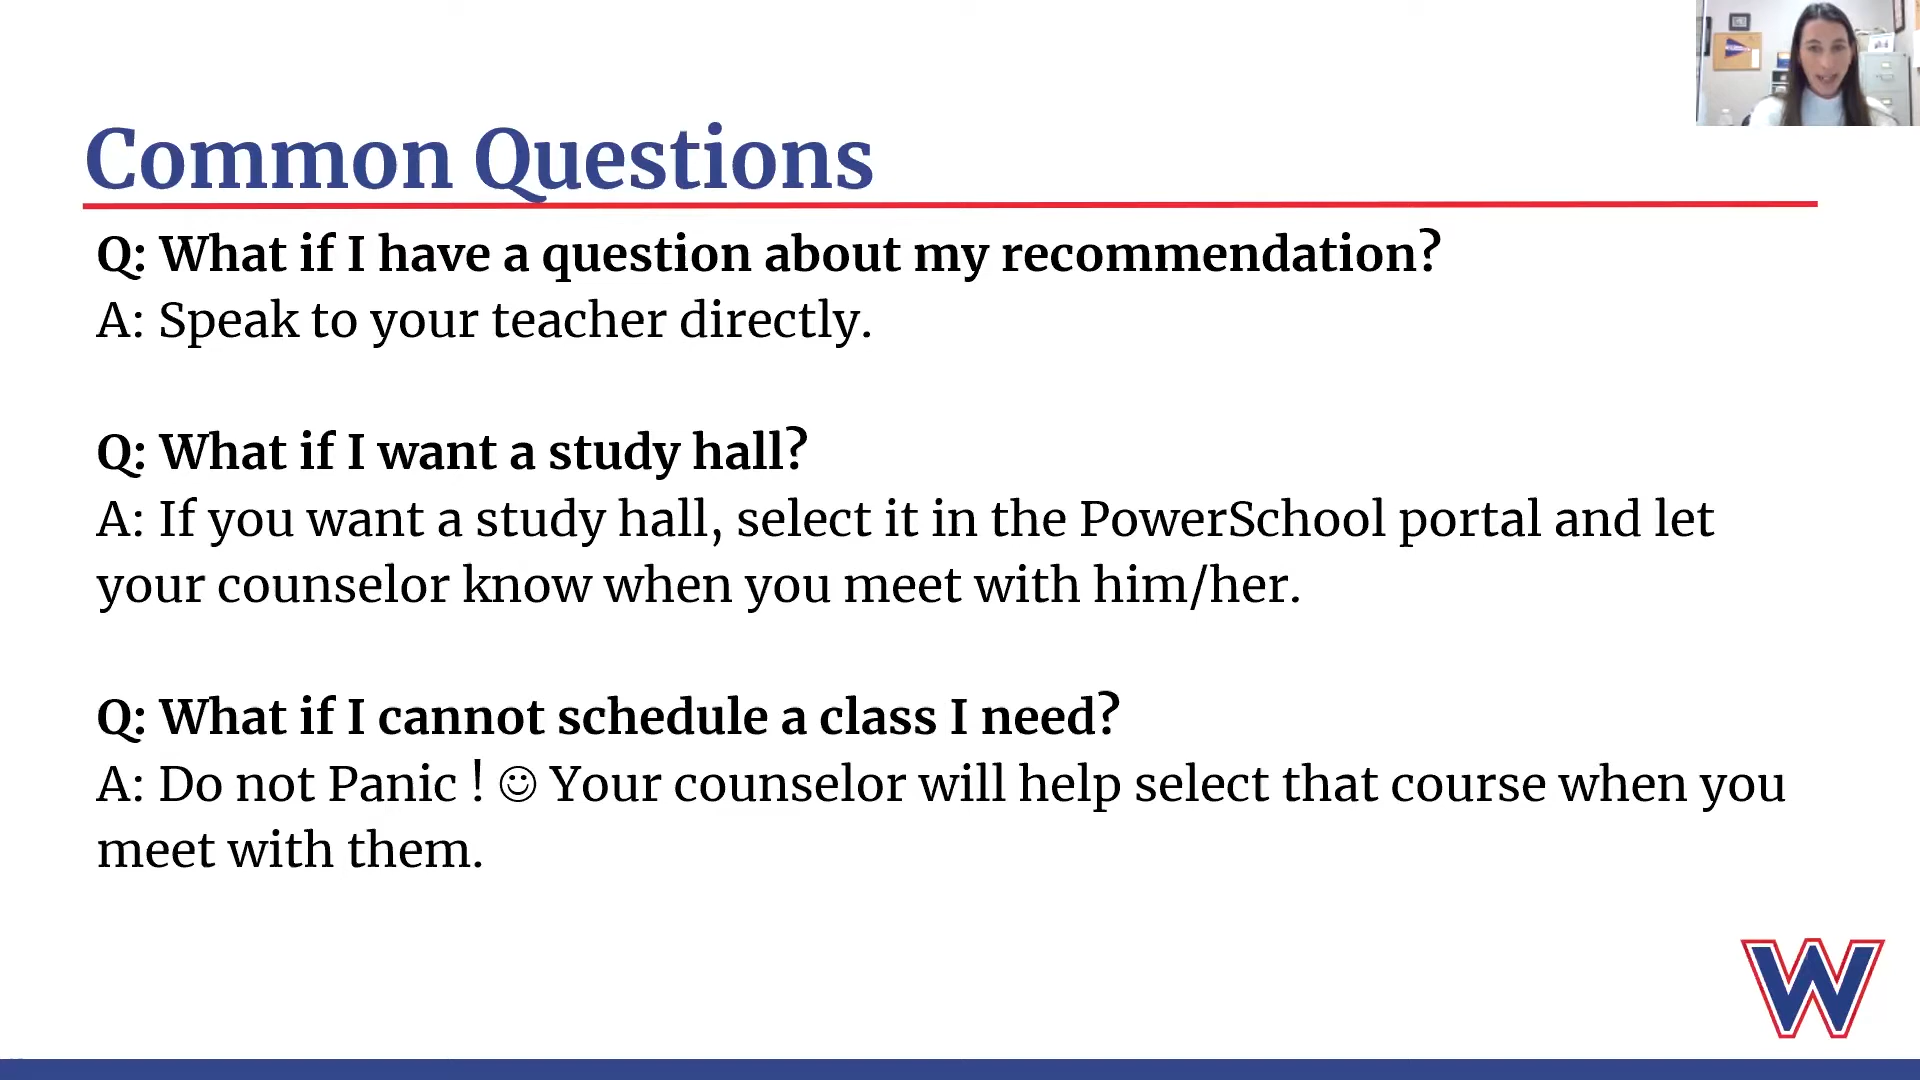 Common Questions
Q: What if I have a question about my recommendation?
A: Speak to your teacher directly.
Q: What if I want a study hall?
A: If you want a study hall, select it in the PowerSchool portal and let
your counselor know when you meet with him/her.
Q: What if I cannot schedule a class I need?
A: Do not Panic ! ☺ Your counselor will help select that course when you
meet with them.
W